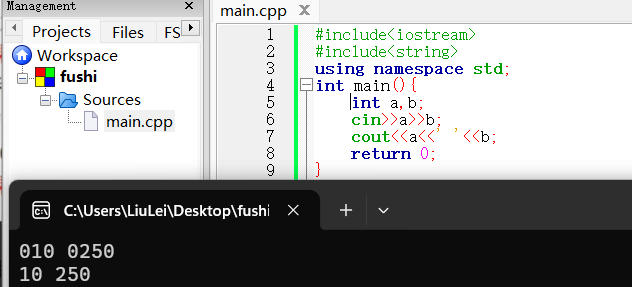 Management
Projects
Files
FS
Workspace
fushi
Sources
main.cpp
main.cpp
1 #include<iostream>
2 #include<string>
3 using namespace std;
4 int main(){
5 int a,b;
6 cin>>a>>b;
7 cout<<a<<' '<<b;
8 return 0;
9 }
C:\Users\LiuLei\Desktop\fushi
010 0250
10 250